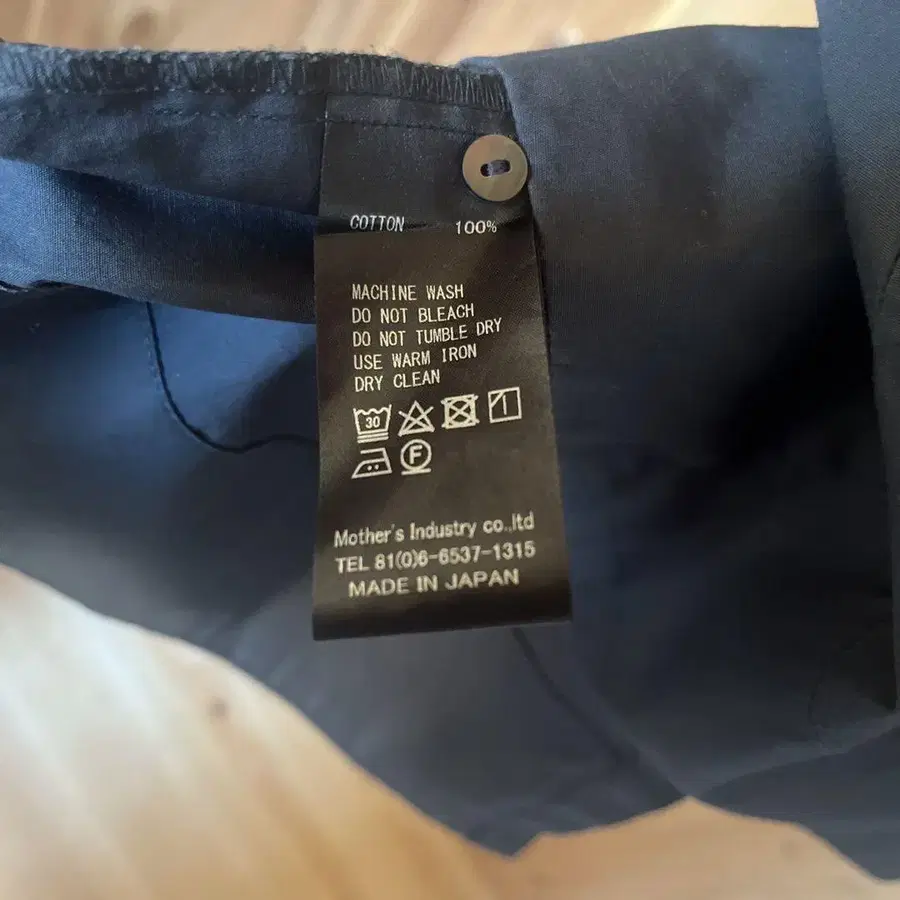 COTTON 100%
MACHINE WASH
DO NOT BLEACH
DO NOT TUMBLE DRY
USE WARM IRON
DRY CLEAN
30
F
Mother's Industry co.,ltd
TEL 81(0)6-6537-1315
MADE IN JAPAN